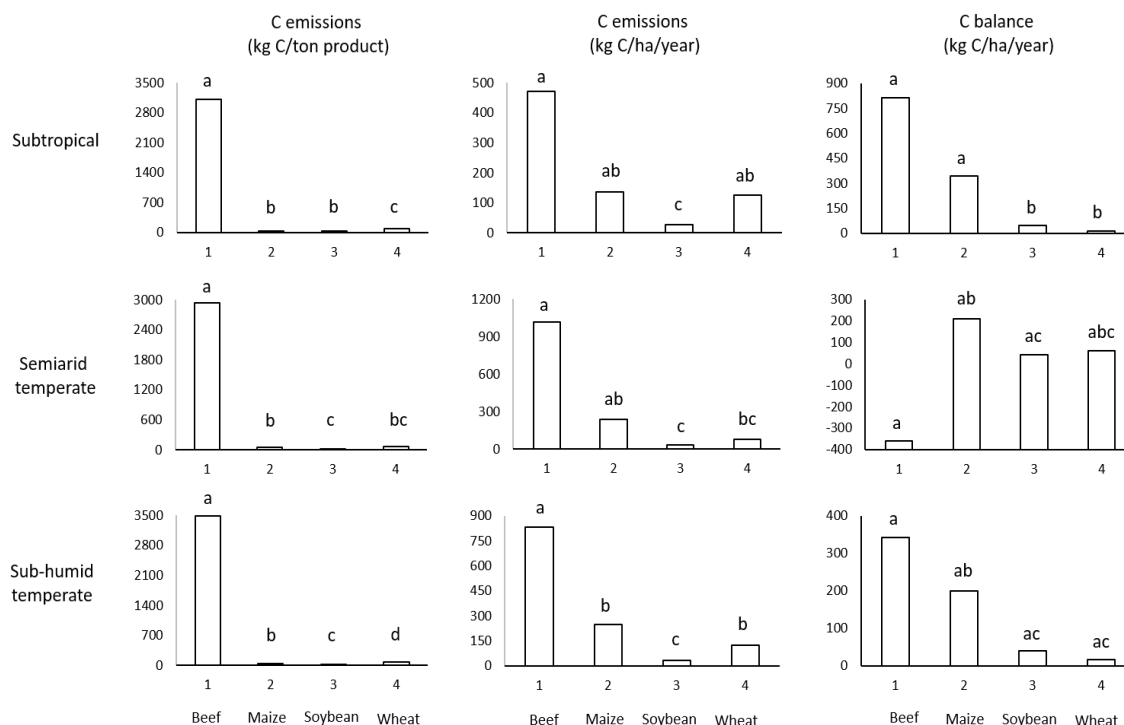 C emissions
(kg C/ton product)
C emissions
(kg C/ha/year)
C balance
(kg C/ha/year)
Subtropical
3500
2800
2100
1400
700
0
a
b
b
c
1 2 3 4
500
400
300
200
100
0
a
ab
c
ab
1 2 3 4
900
750
600
450
300
150
0
a
a
b
b
1 2 3 4
Semiarid
temperate
3000
2400
1800
1200
600
0
a
b
c
bc
1 2 3 4
1200
900
600
300
0
a
ab
c
bc
1 2 3 4
300
200
100
0
-100
-200
-300
-400
a
ab
ac
abc
1 2 3 4
Sub-humid
temperate
3500
2800
2100
1400
700
0
a
b
c
d
1 2 3 4
900
750
600
450
300
150
0
a
b
c
b
1 2 3 4
400
300
200
100
0
a
ab
ac
ac
1 2 3 4
Beef Maize Soybean Wheat
Beef Maize Soybean Wheat
Beef Maize Soybean Wheat